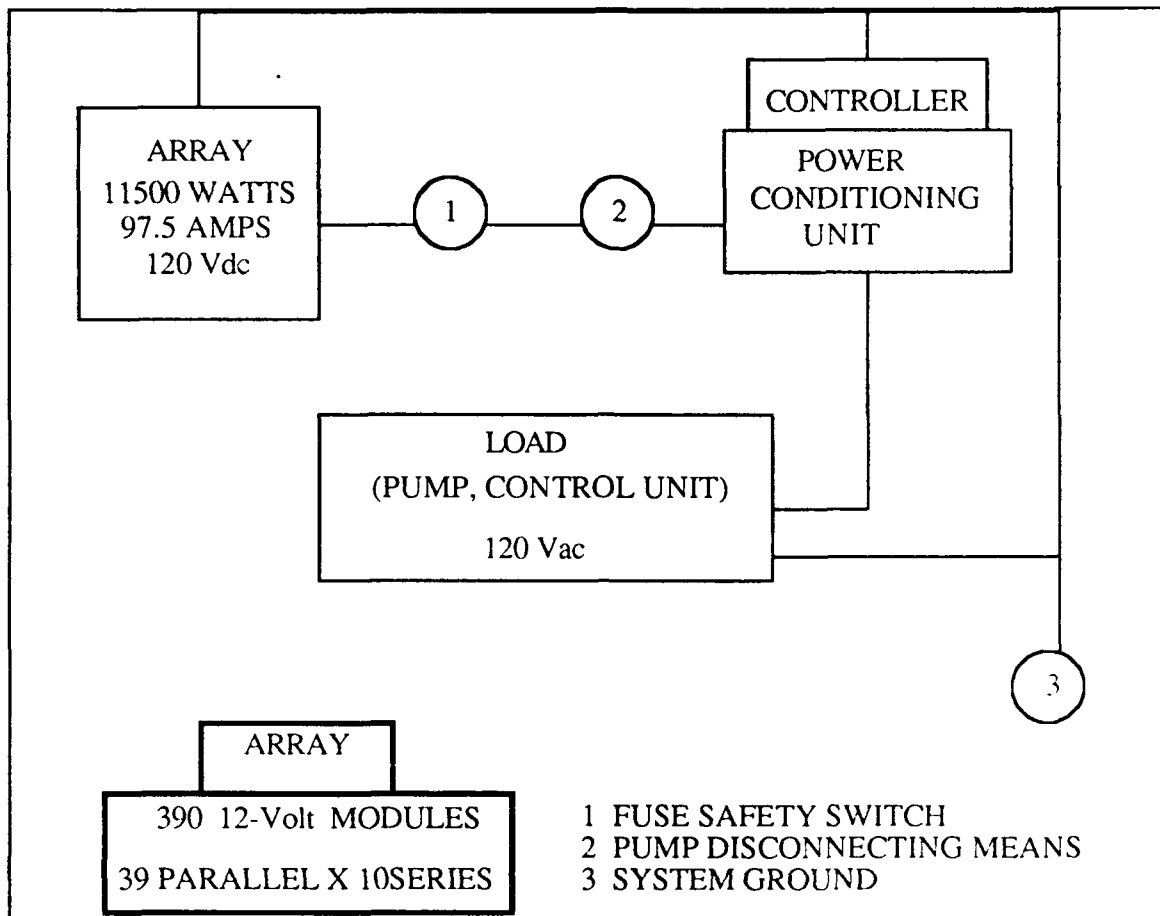 CONTROLLER
ARRAY
11500 WATTS
97.5 AMPS
120 Vdc
1
2
POWER
CONDITIONING
UNIT
LOAD
(PUMP, CONTROL UNIT)
120 Vac
3
ARRAY
390 12-Volt MODULES
39 PARALLEL X 10SERIES
1 FUSE SAFETY SWITCH
2 PUMP DISCONNECTING MEANS
3 SYSTEM GROUND